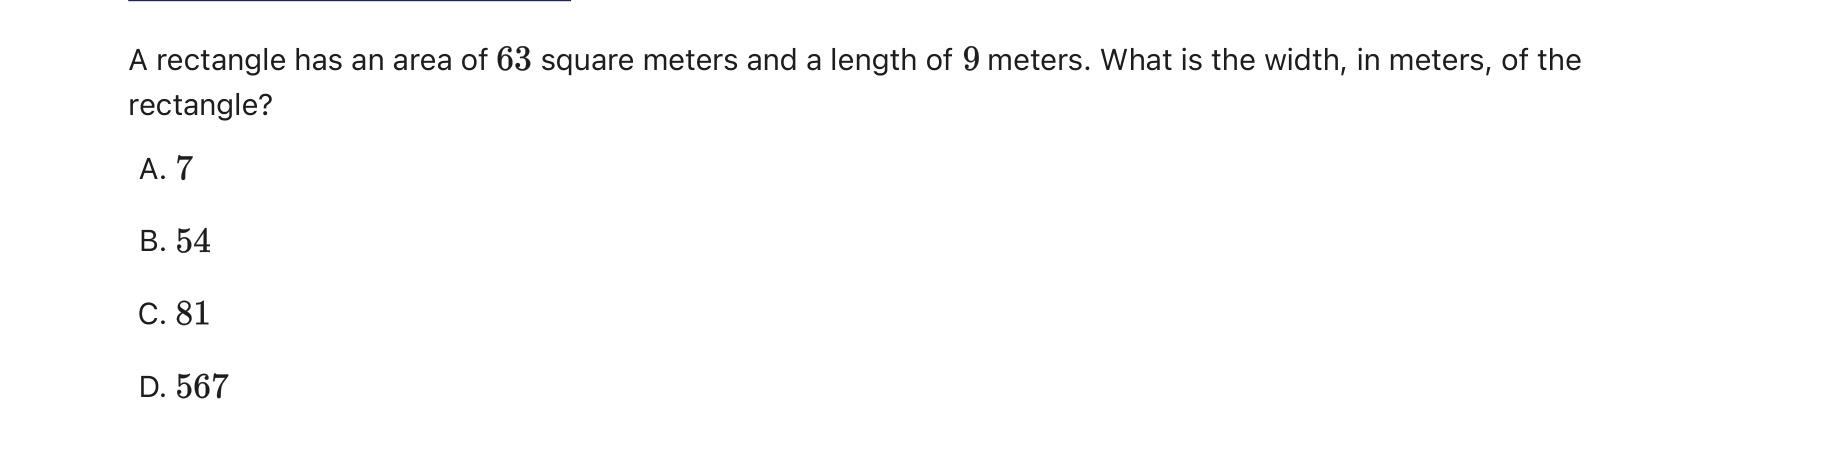 A rectangle has an area of 63 square meters and a length of 9 meters. What is the width, in meters, of the
rectangle?
A. 7
B. 54
C. 81
D. 567